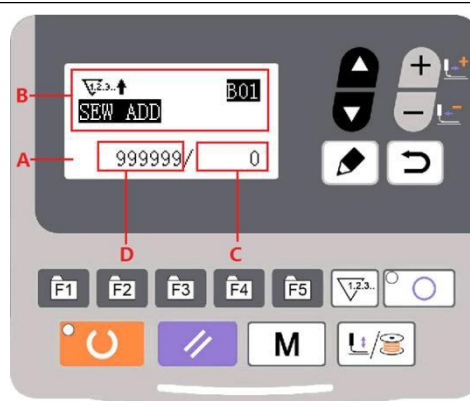 1.2.3.. B01
B
SEW ADD
A 999999/ 0
D C
+
−
F1 F2 F3 F4 F5 1.2.3..
M